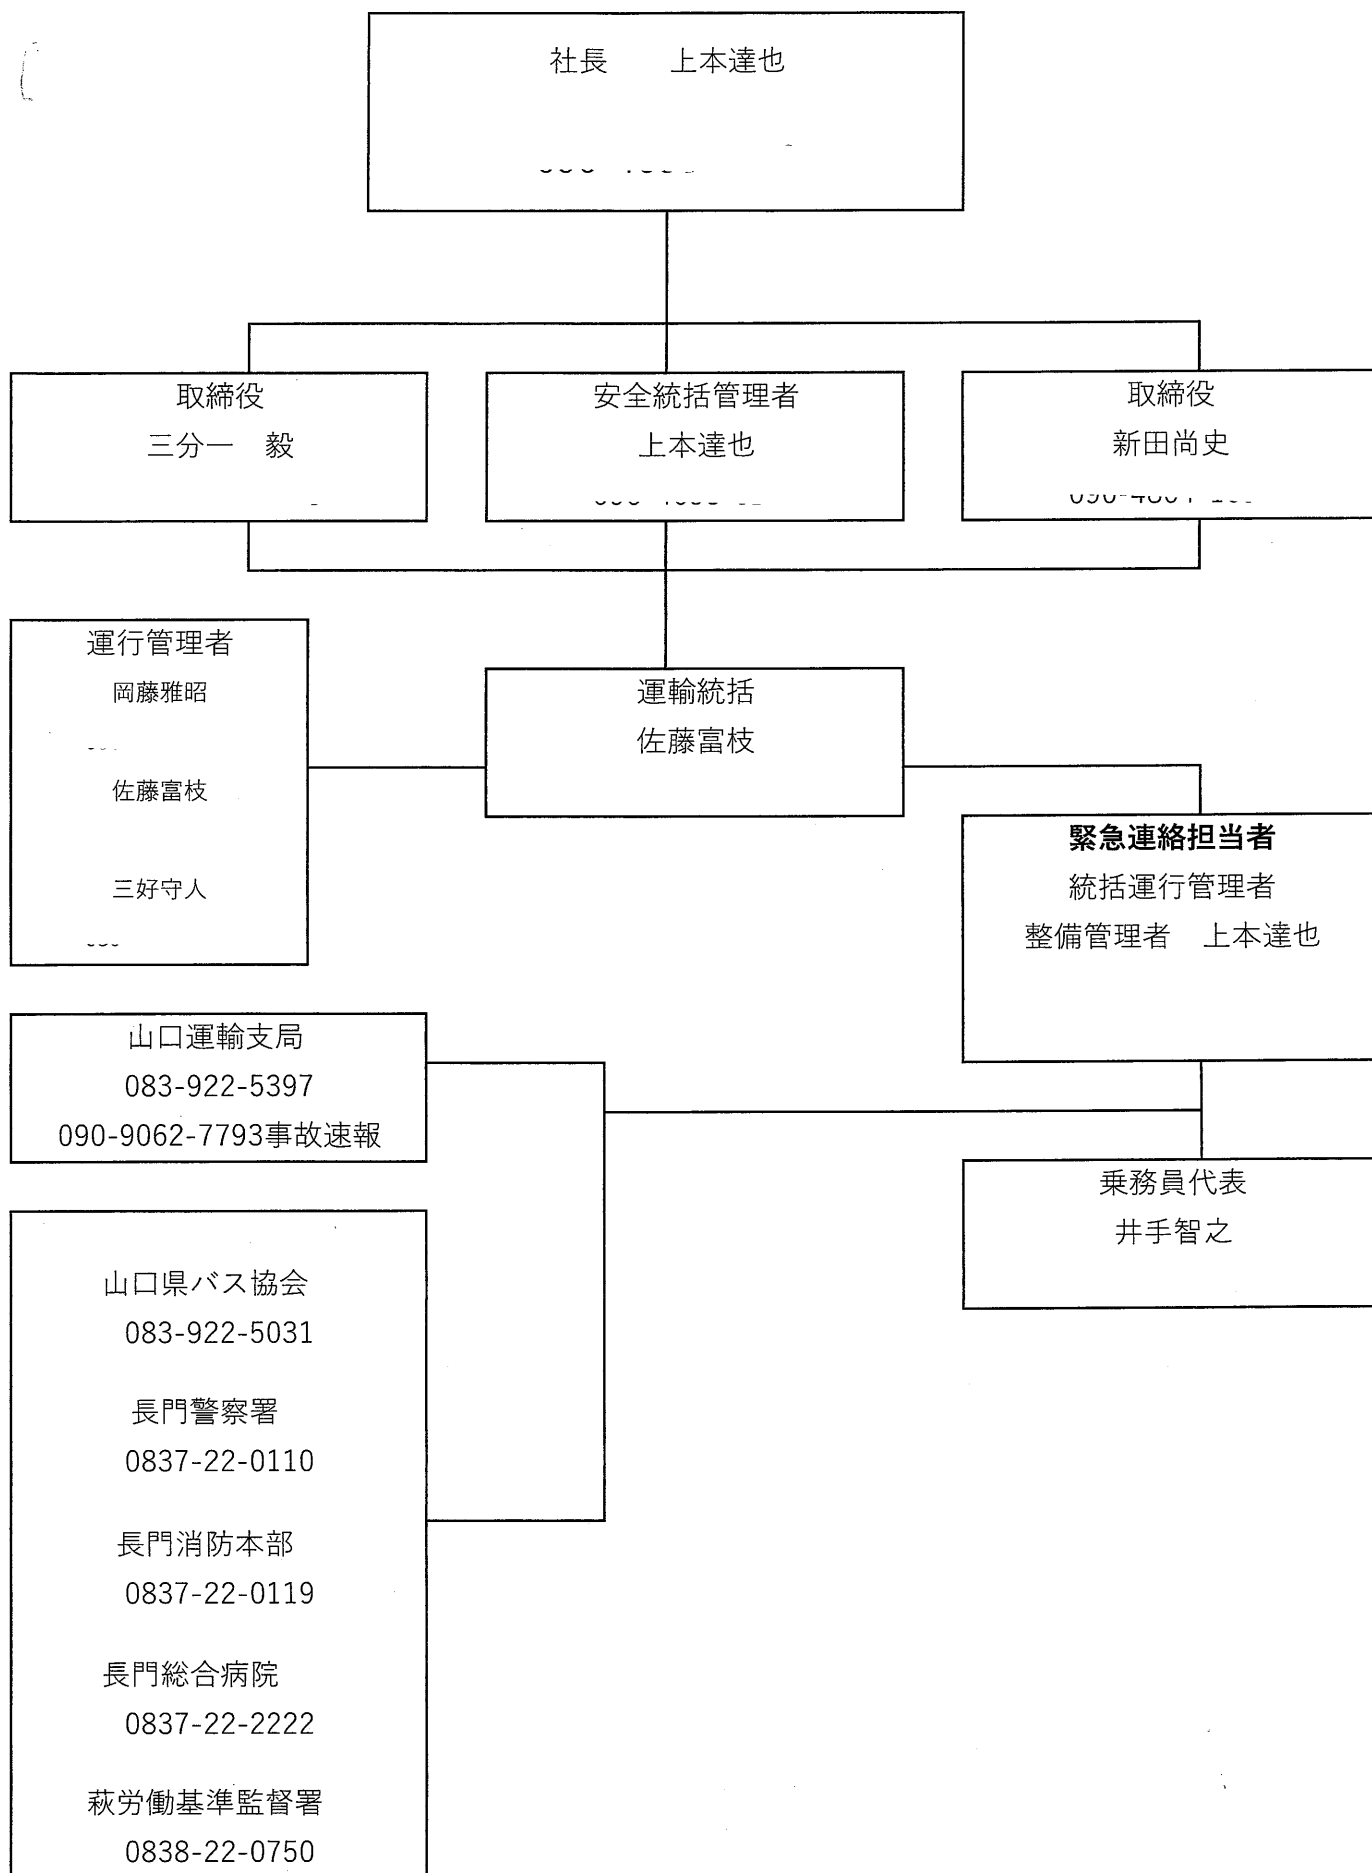 社長　　上本達也
取締役
三分一　毅
安全統括管理者
上本達也
取締役
新田尚史
運行管理者
岡藤雅昭
佐藤富枝
三好守人
運輸統括
佐藤富枝
緊急連絡担当者
統括運行管理者
整備管理者　上本達也
山口運輸支局
083-922-5397
090-9062-7793事故速報
乗務員代表
井手智之
山口県バス協会
083-922-5031
長門警察署
0837-22-0110
長門消防本部
0837-22-0119
長門総合病院
0837-22-2222
萩労働基準監督署
0838-22-0750